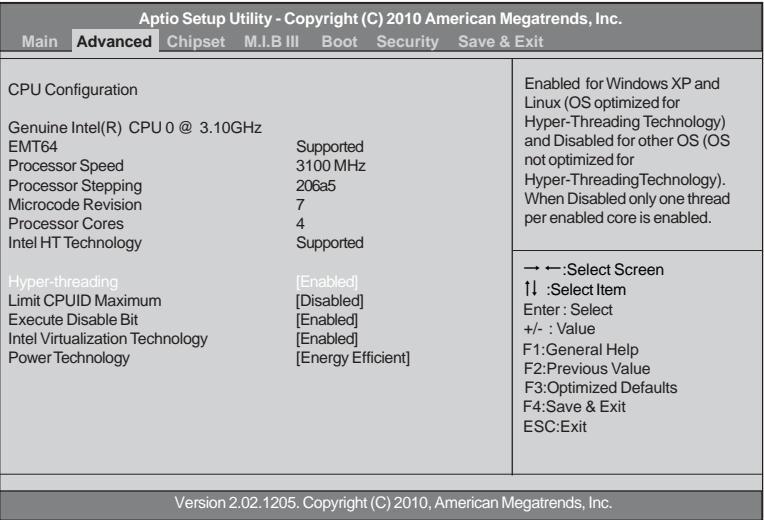 Aptio Setup Utility - Copyright (C) 2010 American Megatrends, Inc.
Main Advanced Chipset M.I.B III Boot Security Save & Exit
CPU Configuration
Genuine Intel(R) CPU 0 @ 3.10GHz
EMT64 Supported
Processor Speed 3100 MHz
Processor Stepping 206a5
Microcode Revision 7
Processor Cores 4
Intel HT Technology Supported
Hyper-threading [Enabled]
Limit CPUID Maximum [Disabled]
Execute Disable Bit [Enabled]
Intel Virtualization Technology [Enabled]
Power Technology [Energy Efficient]
Enabled for Windows XP and
Linux (OS optimized for
Hyper-Threading Technology)
and Disabled for other OS (OS
not optimized for
Hyper-Threading Technology).
When Disabled only one thread
per enabled core is enabled.
→ ←:Select Screen
↑↓ :Select Item
Enter : Select
+/- : Value
F1:General Help
F2:Previous Value
F3:Optimized Defaults
F4:Save & Exit
ESC:Exit
Version 2.02.1205. Copyright (C) 2010, American Megatrends, Inc.